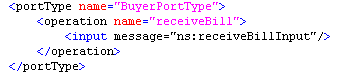 <portType name="BuyerPortType">
<operation name="receiveBill">
<input message="ns:receiveBillInput"/>
</operation>
</portType>